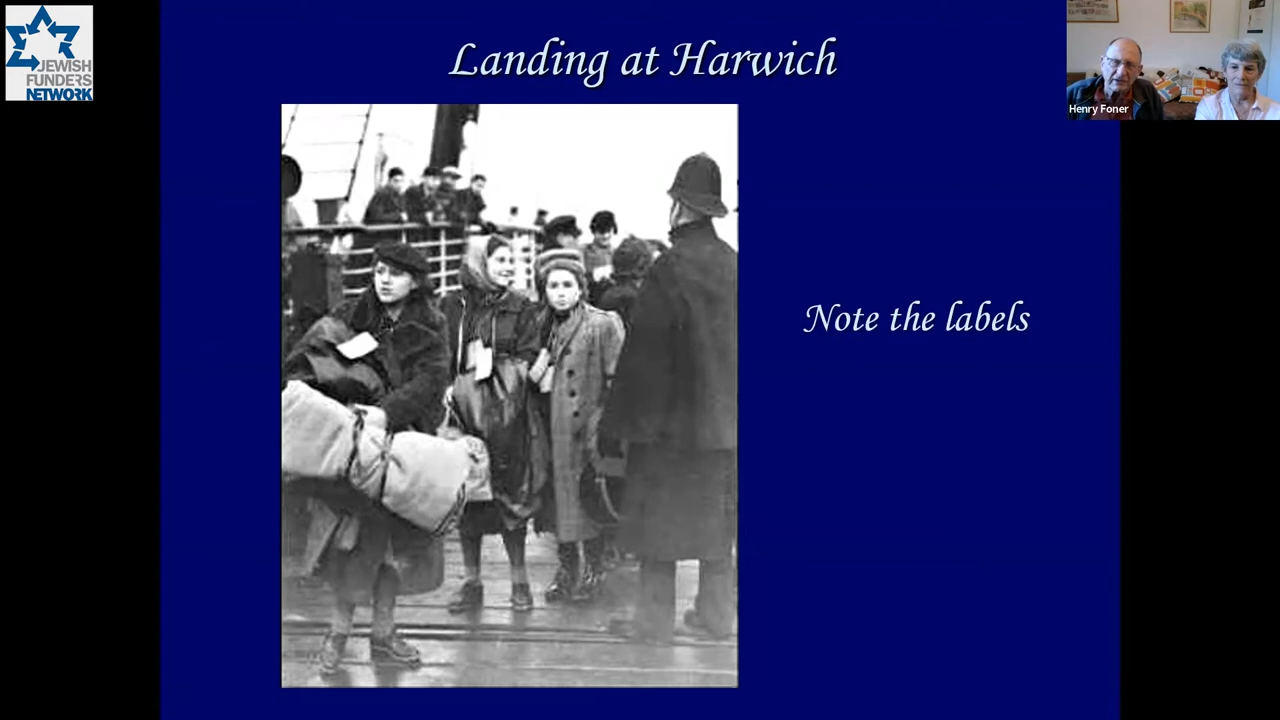 JEWISH
FUNDERS
NETWORK
Landing at Harwich
Henry Foner
Note the labels